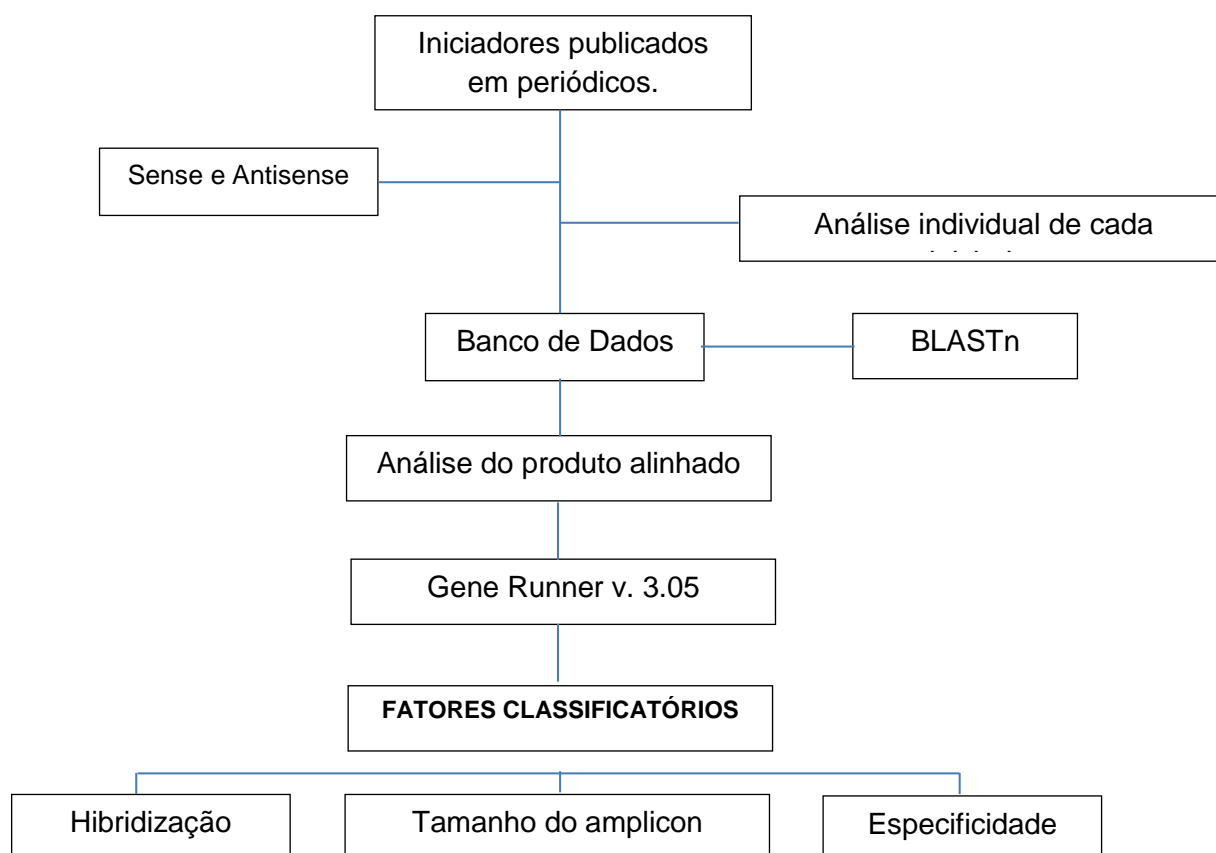 Iniciadores publicados
em periódicos.
Sense e Antisense
Análise individual de cada
Banco de Dados
BLASTn
Análise do produto alinhado
Gene Runner v. 3.05
FATORES CLASSIFICATÓRIOS
Hibridização
Tamanho do amplicon
Especificidade